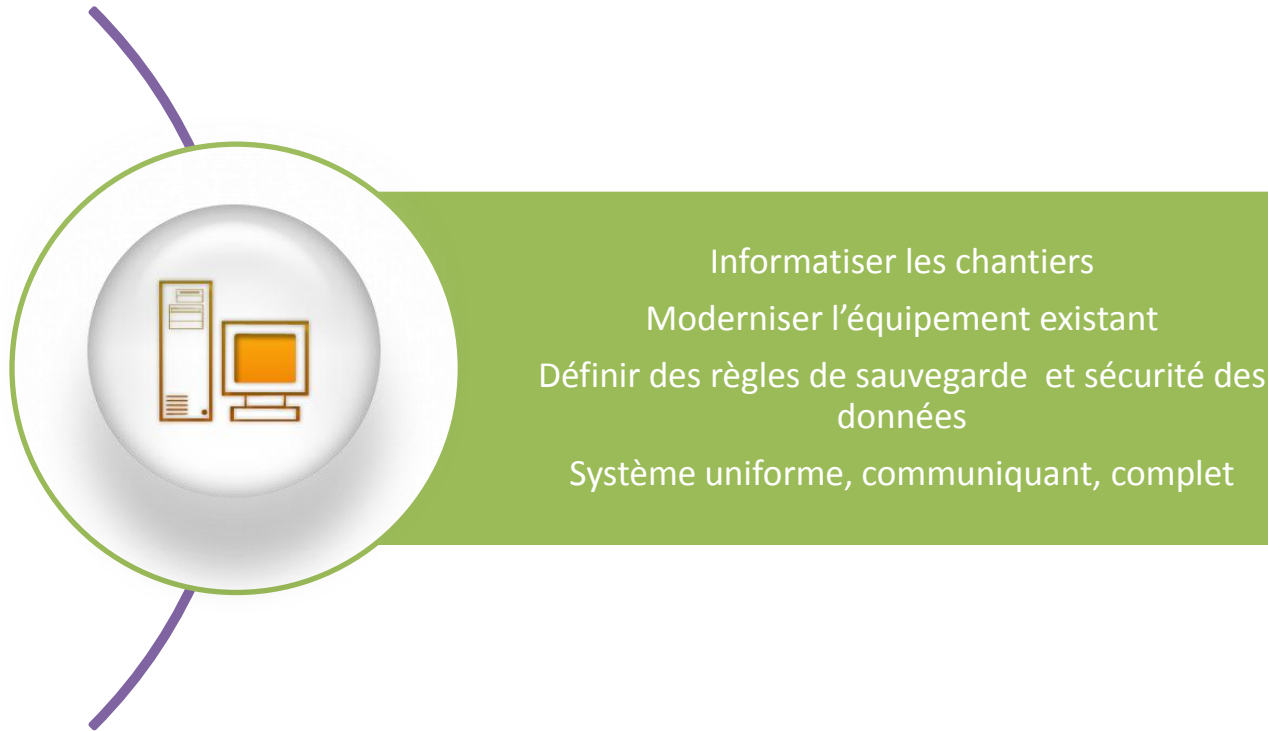 Informatiser les chantiers
Moderniser l’équipement existant
Définir des règles de sauvegarde  et sécurité des
données
Système uniforme, communiquant, complet